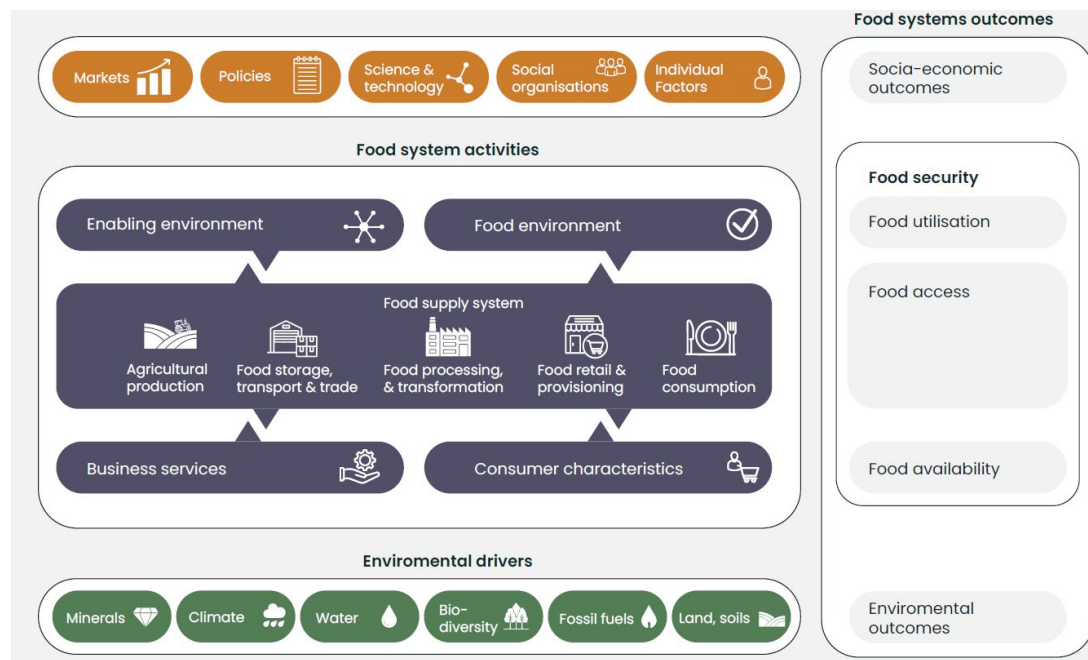 Food systems outcomes
Markets
Policies
Science &
technology
Social
organisations
Individual
Factors
Socia-economic
outcomes
Food system activities
Enabling environment
Food environment
Food supply system
Agricultural
production
Food storage,
transport & trade
Food processing,
& transformation
Food retail &
provisioning
Food
consumption
Business services
Consumer characteristics
Food security
Food utilisation
Food access
Food availability
Enviromental drivers
Minerals
Climate
Water
Bio-
diversity
Fossil fuels
Land, soils
Enviromental
outcomes